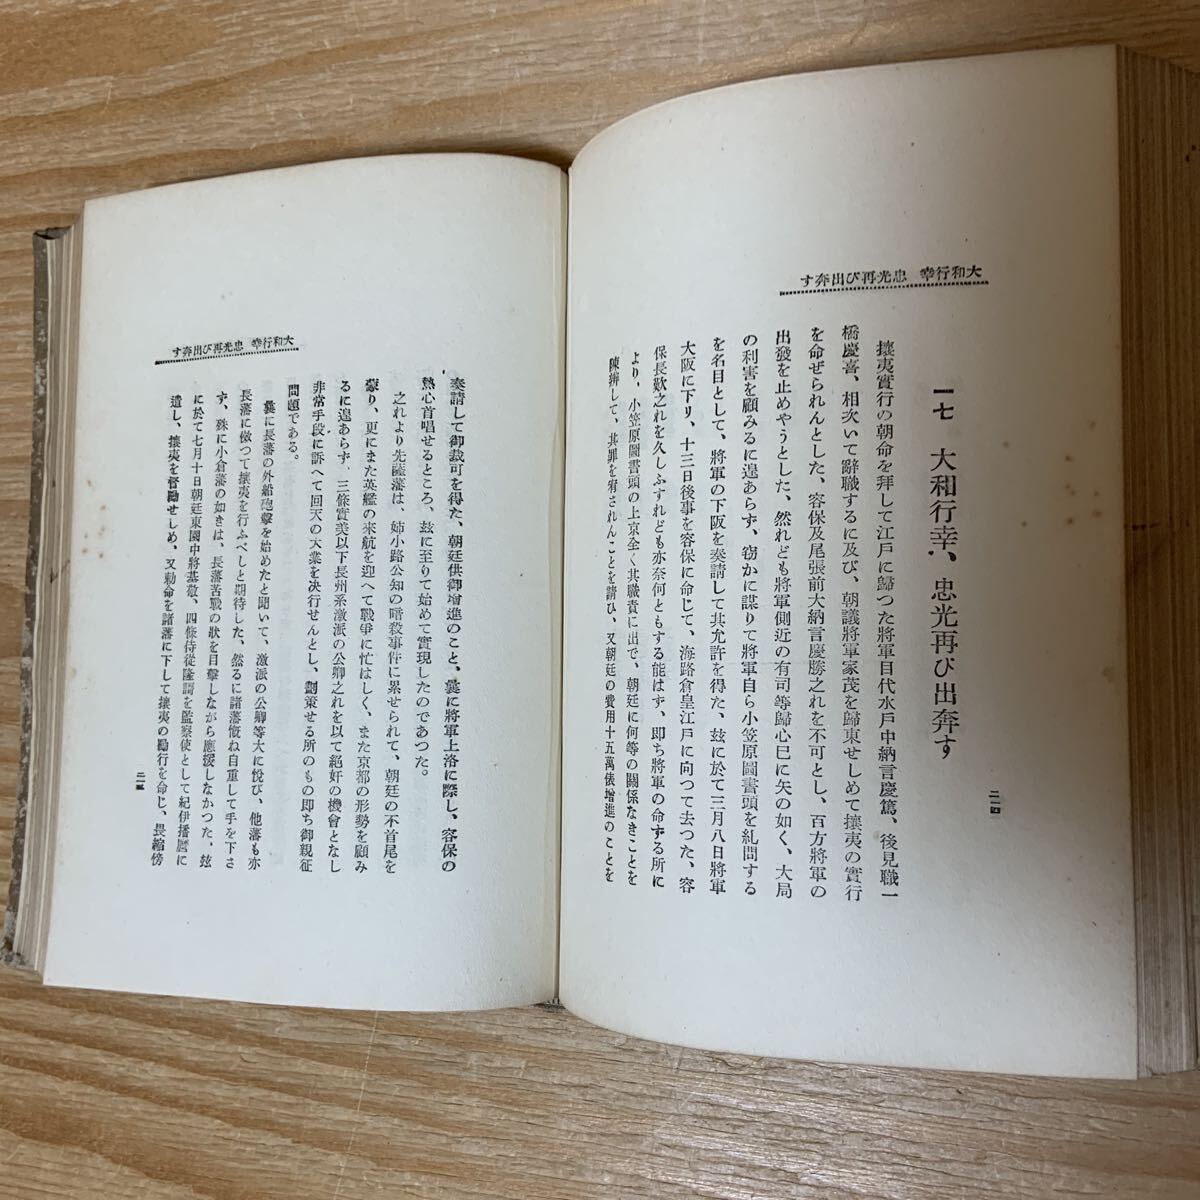 大和行幸 忠光再び出奔す
一七 大和行幸、忠光再び出奔す
二一四
攘夷實行の朝命を拜して江戸に歸つた將軍目代水戸中納言慶篤、後見職一
橋慶喜、相次いで辭職するに及び、朝議將軍家茂を歸東せしめて攘夷の實行
を命ぜられんとした、容保及尾張前大納言慶勝之れを不可とし、百方將軍の
出發を止めやうとした、然れども將軍側近の有司等歸心巳に矢の如く、大局
の利害を顧みるに遑あらず、窃かに謀りて將軍自ら小笠原圖書頭を糺問する
を名目として、將軍の下阪を奏請して其允許を得た、玆に於て三月八日將軍
大阪に下り、十三日後事を容保に命じて、海路倉皇江戸に向つて去つた、容
保長歎之れを久しふすれども亦奈何ともする能はず、即ち將軍の命ずる所に
より、小笠原圖書頭の上京全く其職責に出で、朝廷に何等の關係なきことを
陳辨して、其罪を宥されんことを請ひ、又朝廷の費用十五萬俵增進のことを
大和行幸 忠光再び出奔す
奏請して御裁可を得た、朝廷供御增進のこと、曩に將軍上洛に際し、容保の
熱心首唱せるところ、玆に至りて始めて實現したのであつた。
之れより先薩藩は、姉小路公知の暗殺事件に累せられて、朝廷の不首尾を
蒙り、更にまた英艦の來航を迎へて戰爭に忙はしく、また京都の形勢を顧み
るに遑あらず、三條實美以下長州系激派の公卿之れを以て絕好の機會となし
非常手段に訴へて回天の大業を決行せんとし、劃策せる所のもの即ち御親征
問題である。
曩に長藩の外船砲擊を始めたと聞いて、激派の公卿等大に悅び、他藩も亦
長藩に倣つて攘夷を行ふべしと期待した、然るに諸藩慨ね自重して手を下さ
ず、殊に小倉藩の如きは、長藩苦戰の狀を目擊しながら應援しなかつた、玆
に於て七月十日朝廷東園中將基敬、四條侍從隆謌を監察使として紀伊播磨に
遣し、攘夷を督勵せしめ、又勅命を諸藩に下して攘夷の勵行を命じ、畏縮傍
二一五